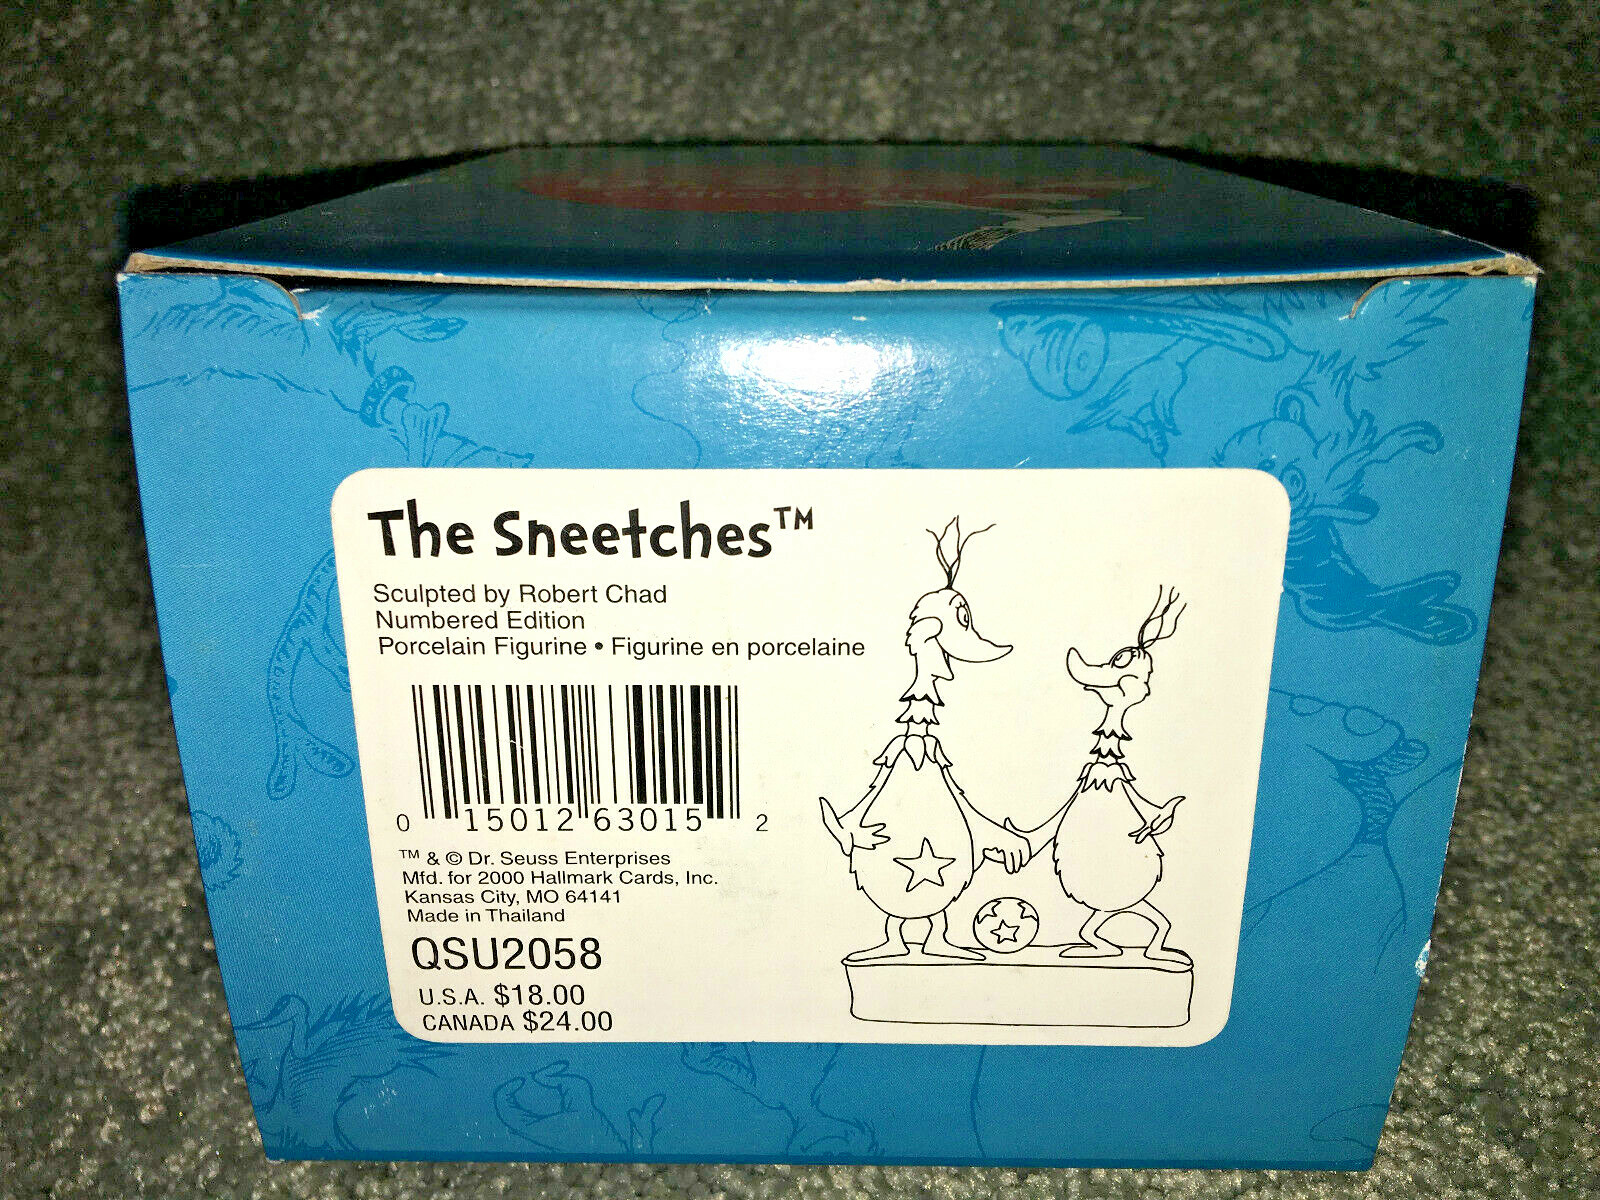 The Sneetches™
Sculpted by Robert Chad
Numbered Edition
Porcelain Figurine • Figurine en porcelaine
0 15012 63015 2
™ & © Dr. Seuss Enterprises
Mfd. for 2000 Hallmark Cards, Inc.
Kansas City, MO 64141
Made in Thailand
QSU2058
U.S.A. $18.00
CANADA $24.00